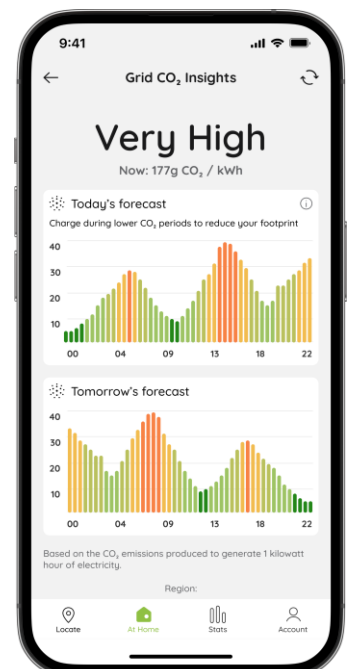 9:41
Grid CO₂ Insights
Very High
Now: 177g CO₂ / kWh
Today's forecast
Charge during lower CO₂ periods to reduce your footprint
40
30
20
10
00 04 09 13 18 22
Tomorrow's forecast
40
30
20
10
00 04 09 13 18 22
Based on the CO₂ emissions produced to generate 1 kilowatt
hour of electricity.
Region:
Locate At Home Stats Account